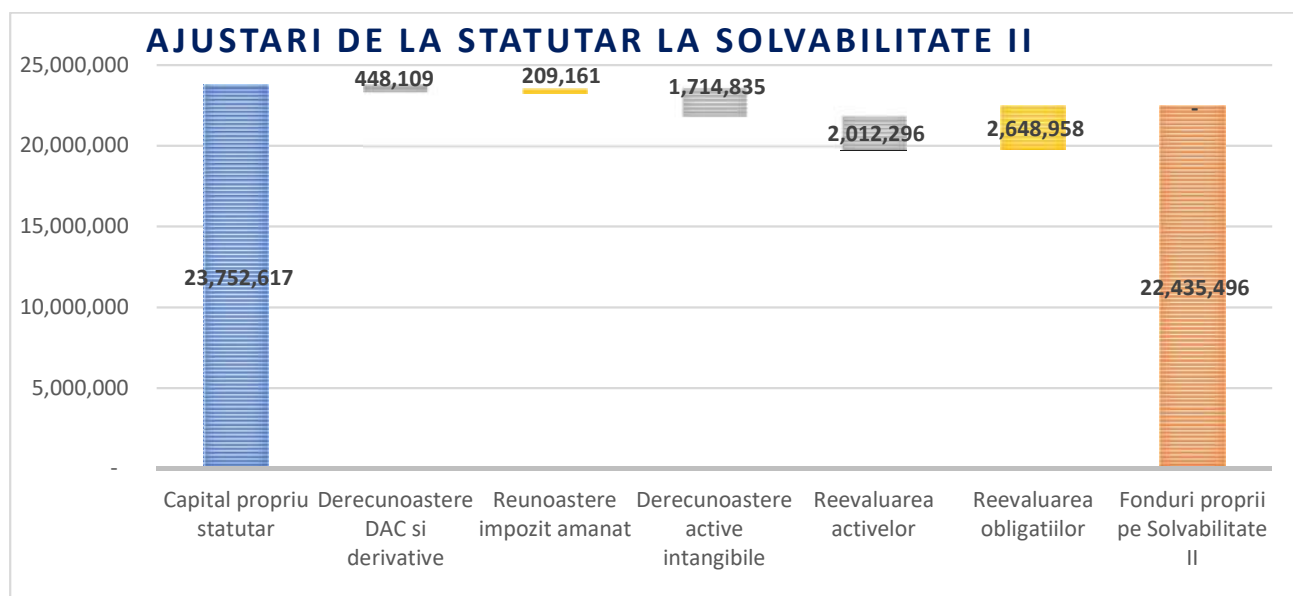 AJUSTARI DE LA STATUTAR LA SOLVABILITATE II
25,000,000
20,000,000
15,000,000
10,000,000
5,000,000
-
23,752,617
448,109
209,161
1,714,835
2,012,296
2,648,958
-
22,435,496
Capital propriu
statutar
Derecunoastere
DAC si
derivative
Reunoastere
impozit amanat
Derecunoastere
active
intangibile
Reevaluarea
activelor
Reevaluarea
obligatiilor
Fonduri proprii
pe Solvabilitate
II